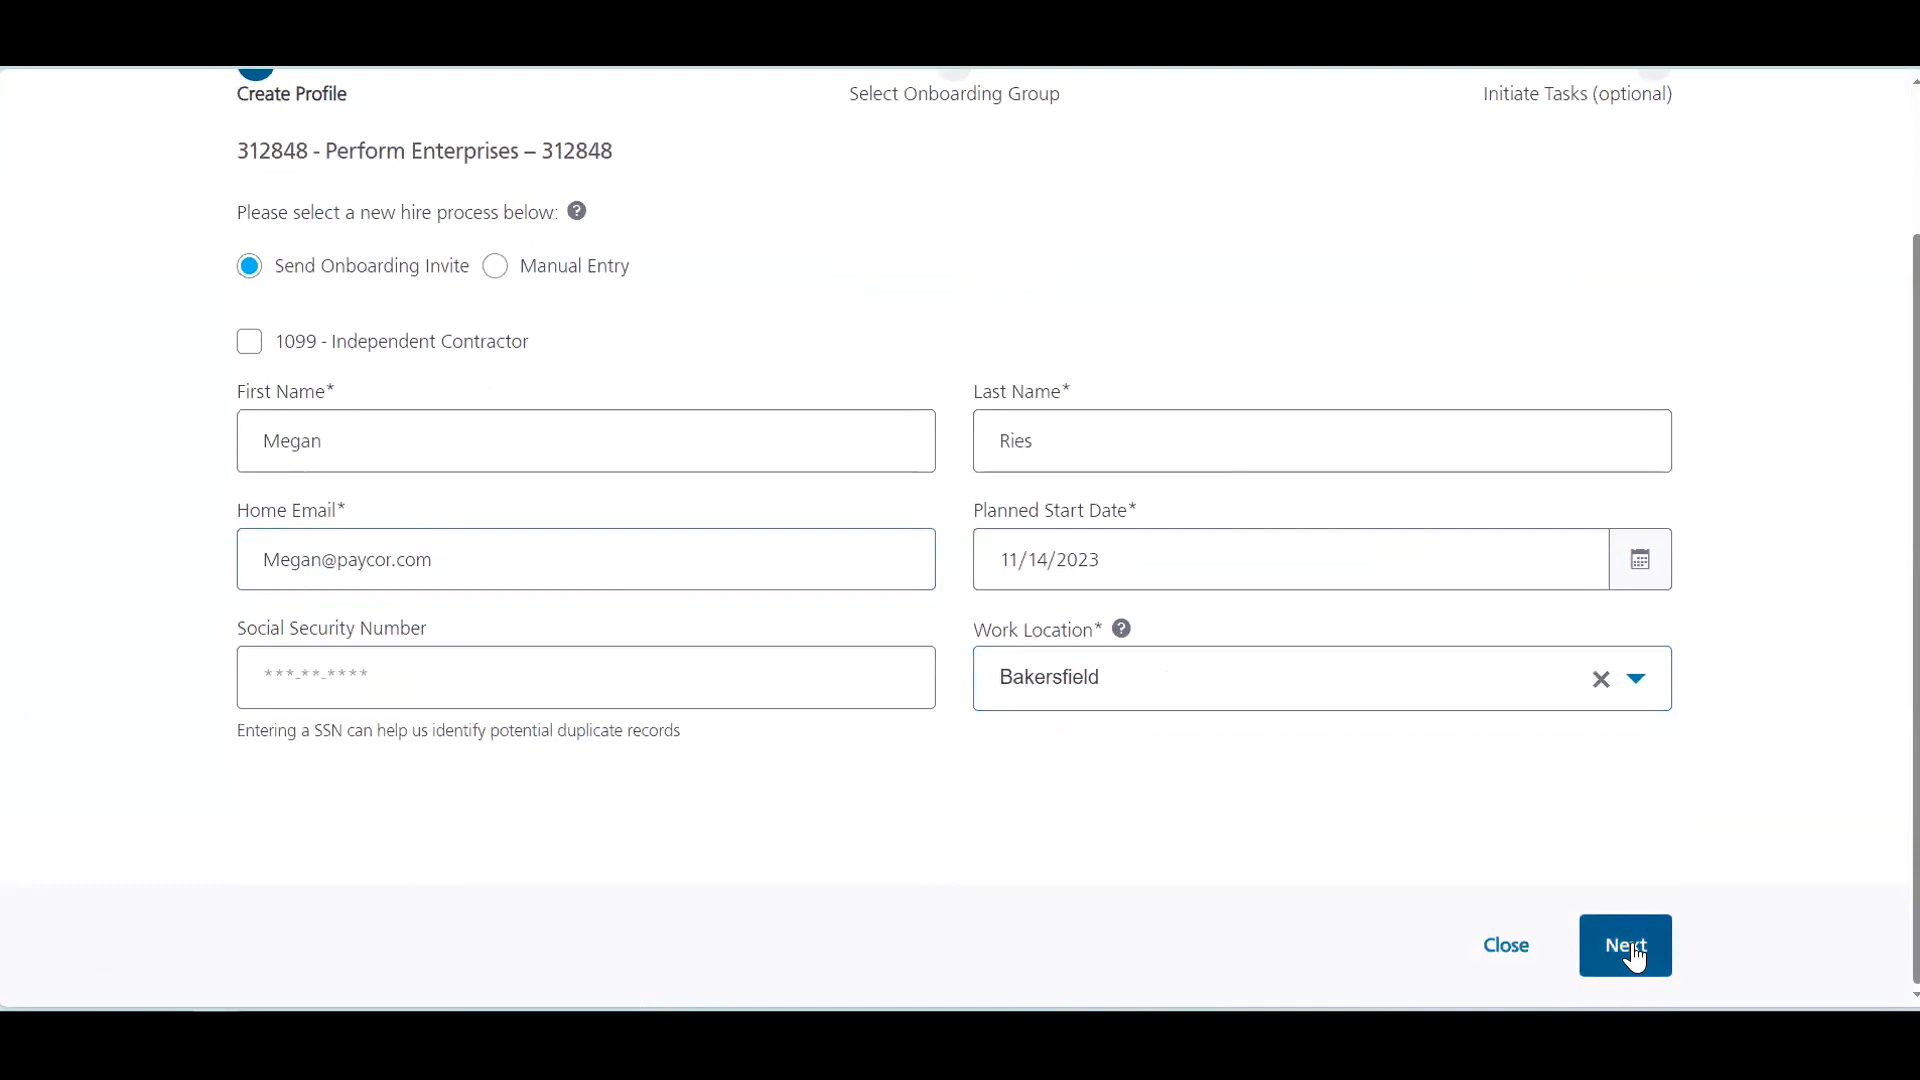 Create Profile
Select Onboarding Group
Initiate Tasks (optional)
312848 - Perform Enterprises – 312848
Please select a new hire process below: ?
Send Onboarding Invite
Manual Entry
1099 - Independent Contractor
First Name*
Last Name*
Megan
Ries
Home Email*
Planned Start Date*
Megan@paycor.com
11/14/2023
Social Security Number
Work Location* ?
***-**-****
Bakersfield
Entering a SSN can help us identify potential duplicate records
Close
Next